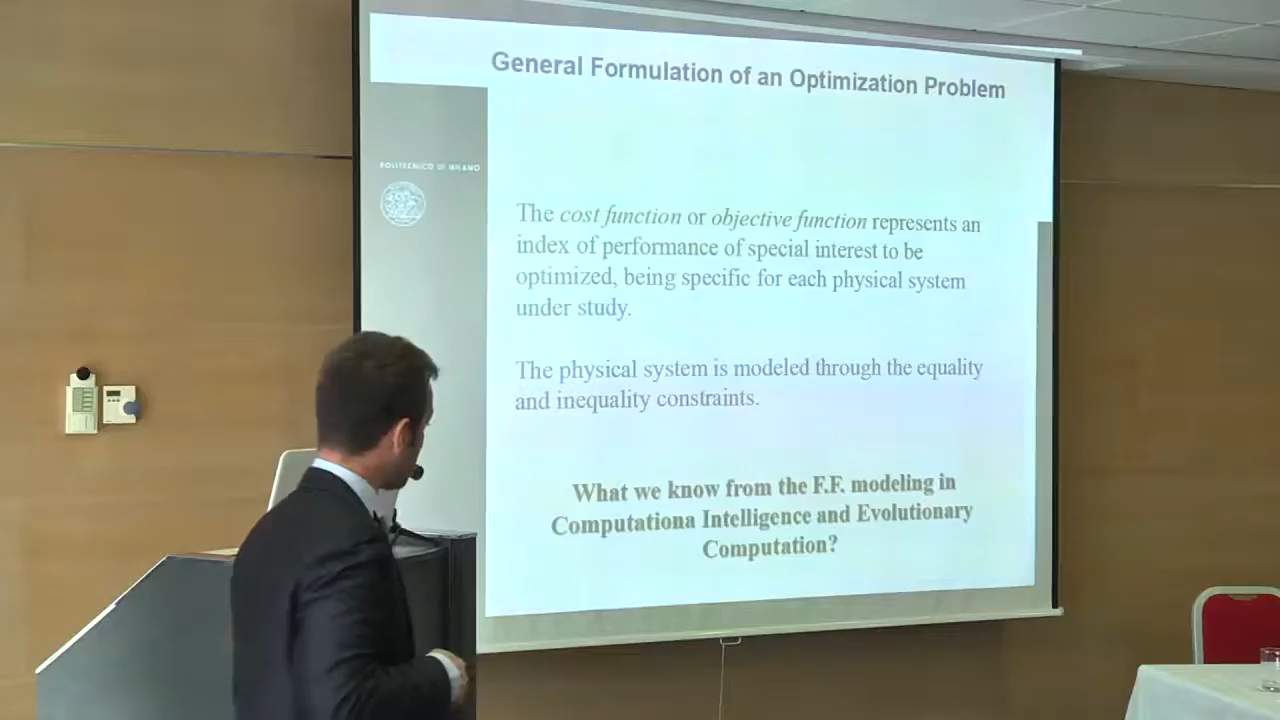 General Formulation of an Optimization Problem
POLITECNICO DI MILANO
The cost function or objective function represents an
index of performance of special interest to be
optimized, being specific for each physical system
under study.
The physical system is modeled through the equality
and inequality constraints.
What we know from the F.F. modeling in
Computationa Intelligence and Evolutionary
Computation?